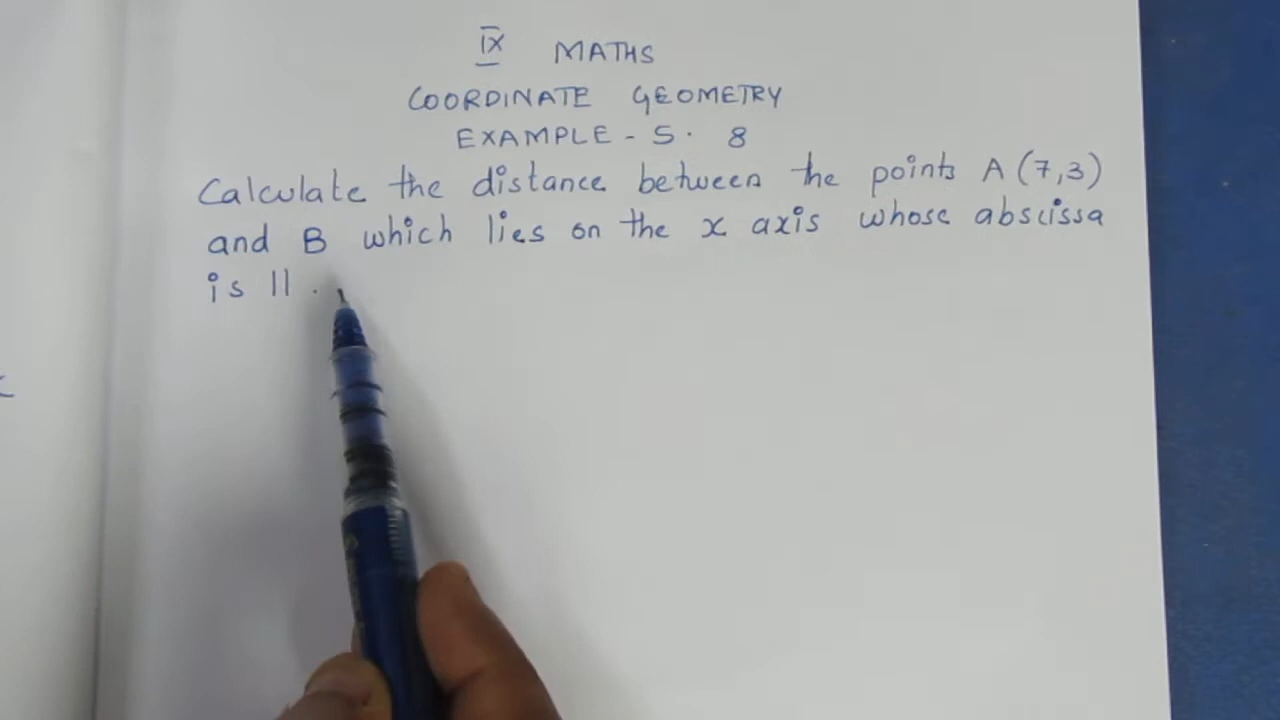 IX MATHS
COORDINATE GEOMETRY
EXAMPLE - 5. 8
Calculate the distance between the points A (7,3)
and B which lies on the x axis whose abscissa
is 11.